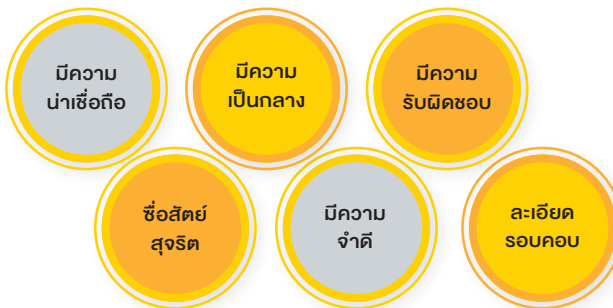 มีความ
น่าเชื่อถือ
มีความ
เป็นกลาง
มีความ
รับผิดชอบ
ซื่อสัตย์
สุจริต
มีความ
จำดี
ละเอียด
รอบคอบ